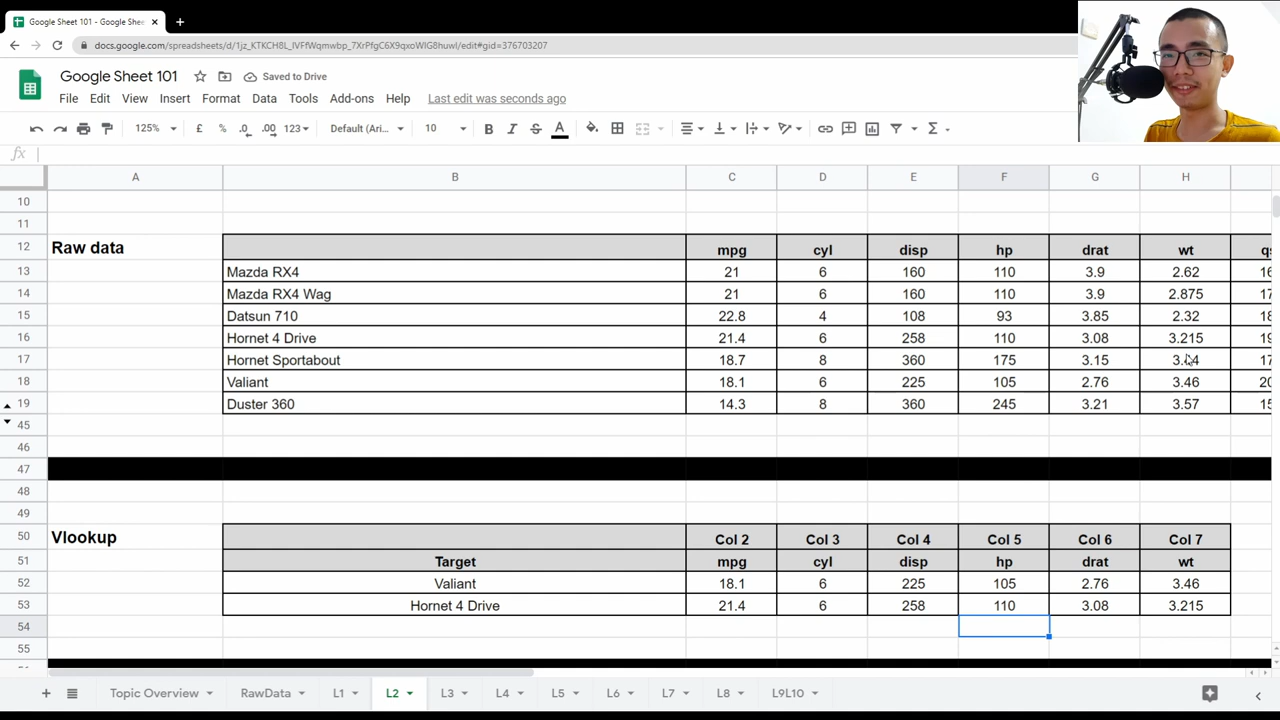 Google Sheet 101 - Google Shee
docs.google.com/spreadsheets/d/1jz_KTKCH8L_lVFfWqmwbp_7XrPfgC6X9qxoWIG8huwI/edit#gid=376703207
Google Sheet 101 Saved to Drive
File Edit View Insert Format Data Tools Add-ons Help Last edit was seconds ago
125% £ % .0 .00 123 Default (Ari... 10 B I S A Σ
fx
A B C D E F G H
10
11
12 Raw data mpg cyl disp hp drat wt
13 Mazda RX4 21 6 160 110 3.9 2.62 16
14 Mazda RX4 Wag 21 6 160 110 3.9 2.875 17
15 Datsun 710 22.8 4 108 93 3.85 2.32 18
16 Hornet 4 Drive 21.4 6 258 110 3.08 3.215 19
17 Hornet Sportabout 18.7 8 360 175 3.15 17
18 Valiant 18.1 6 225 105 2.76 3.46 20
19 Duster 360 14.3 8 360 245 3.21 3.57 15
45
46
47
48
49
50 Vlookup Col 2 Col 3 Col 4 Col 5 Col 6 Col 7
51 Target mpg cyl disp hp drat wt
52 Valiant 18.1 6 225 105 2.76 3.46
53 Hornet 4 Drive 21.4 6 258 110 3.08 3.215
54
55
Topic Overview RawData L1 L2 L3 L4 L5 L6 L7 L8 L9L10